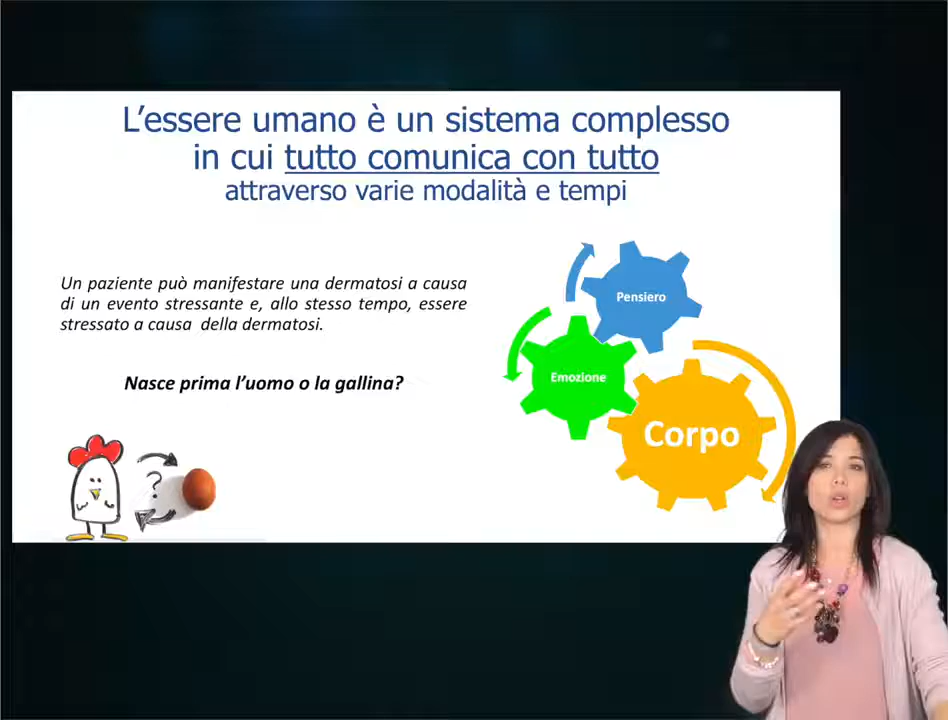 L'essere umano è un sistema complesso
in cui tutto comunica con tutto
attraverso varie modalità e tempi
Un paziente può manifestare una dermatosi a causa
di un evento stressante e, allo stesso tempo, essere
stressato a causa della dermatosi.
Nasce prima l'uomo o la gallina?
?
Pensiero
Emozione
Corpo